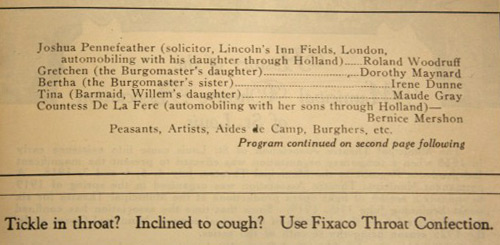 Joshua Pennefeather (solicitor, Lincoln's Inn Fields, London,
automobiling with his daughter through Holland).....Roland Woodruff
Gretchen (the Burgomaster's daughter)........................Dorothy Maynard
Bertha (the Burgomaster's sister)................................Irene Dunne
Tina (Barmaid, Willem's daughter)................................Maude Gray
Countess De La Fere (automobiling with her sons through Holland)—
Bernice Mershon
Peasants, Artists, Aides de Camp, Burghers, etc.
Program continued on second page following
Tickle in throat? Inclined to cough? Use Fixaco Throat Confection.